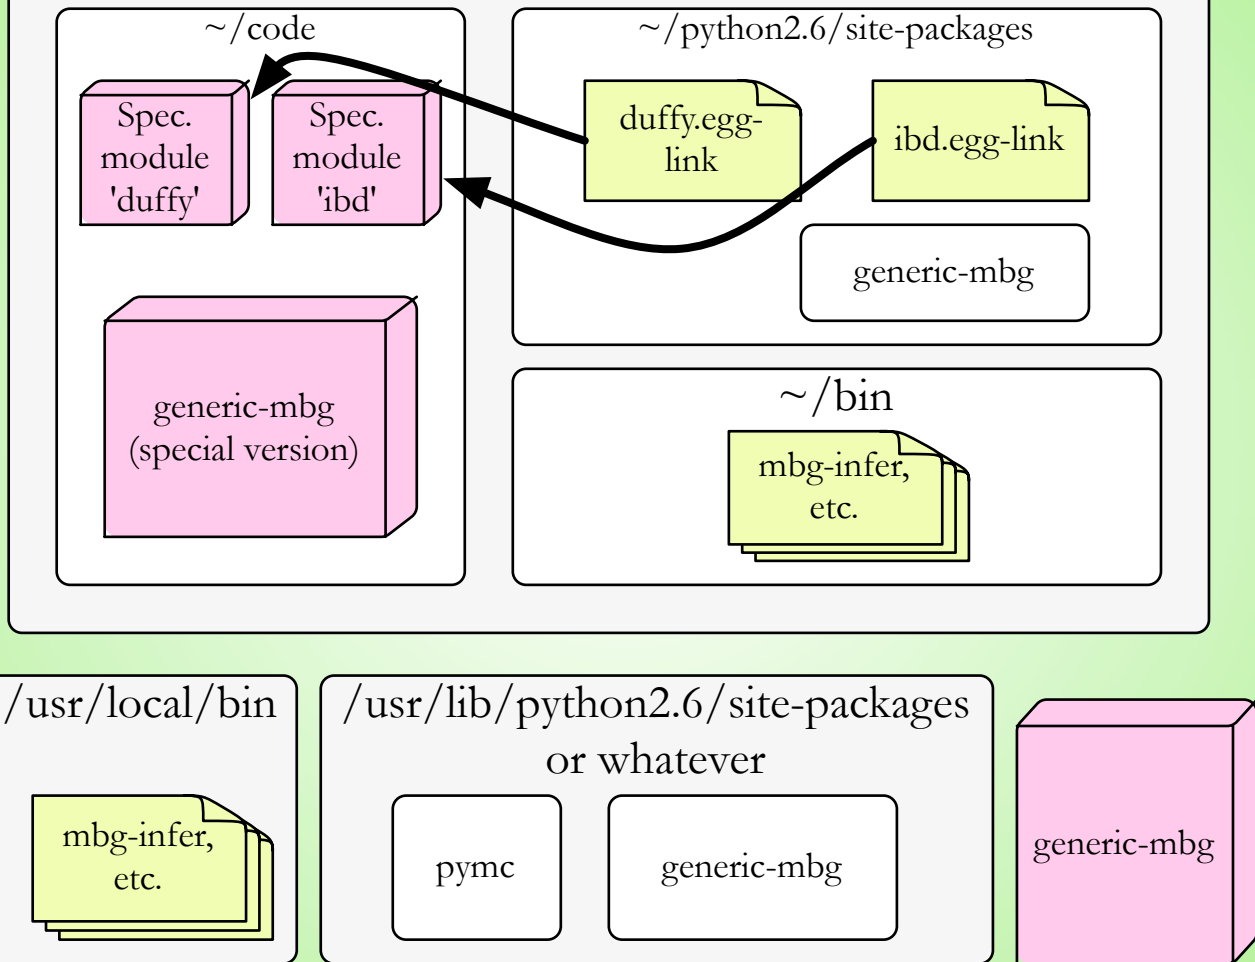 ~/code
Spec.
module
'duffy'
Spec.
module
'ibd'
generic-mbg
(special version)
~/python2.6/site-packages
duffy.egg-
link
ibd.egg-link
generic-mbg
~/bin
mbg-infer,
etc.
/usr/local/bin
mbg-infer,
etc.
/usr/lib/python2.6/site-packages
or whatever
pymc
generic-mbg
generic-mbg